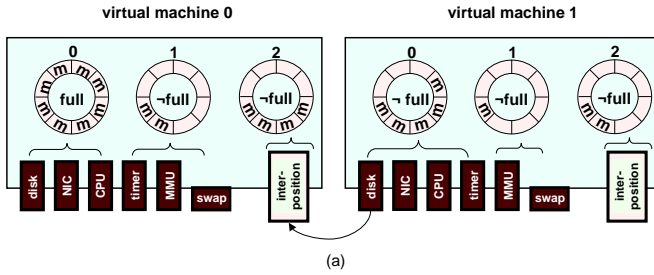 virtual machine 0
virtual machine 1
0
1
2
0
1
2
m m m m
full
m m m m
¬full
m m
¬full
m m m m
m
¬ full
m m m m
¬full
m
¬full
m m
disk
NIC
CPU
timer
MMU
swap
inter-
position
disk
NIC
CPU
timer
MMU
swap
inter-
position
(a)